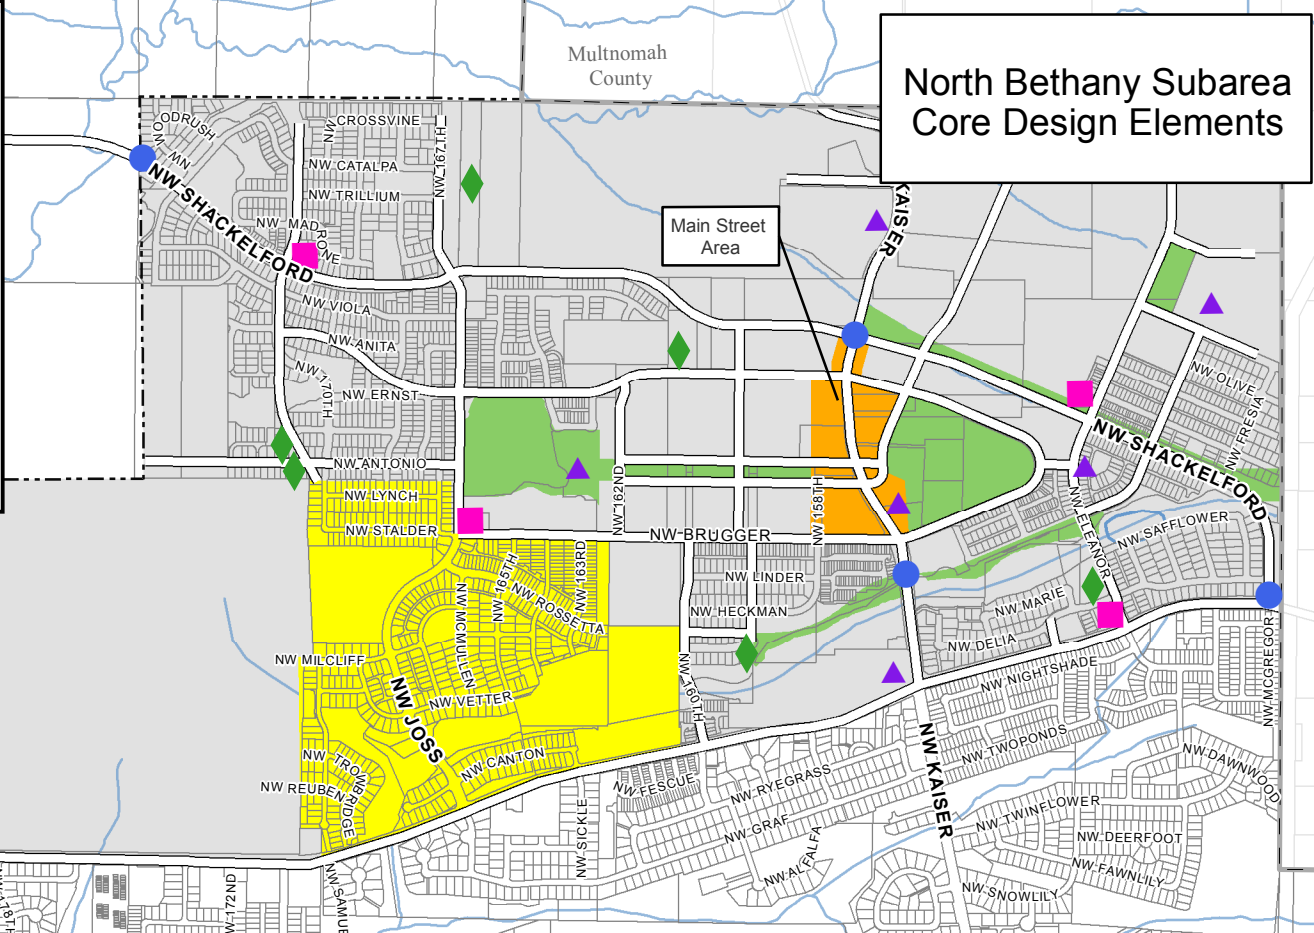 Multnomah
County
North Bethany Subarea
Core Design Elements
ODRUSH
NW
CROSSVINE
NW 167TH
NW
NW CATALPA
NW TRILLIUM
NW MADRONE
NW SHACKELFORD
KAISER
Main Street
Area
NW VIOLA
NW ANITA
NW 170TH
NW ERNST
NW OLIVE
NW FRESIA
NW SHACKELFORD
NW ANTONIO
NW LYNCH
NW STALDER
NW 162ND
NW 158TH
NW BRUGGER
NW ELEANOR
NW SAFFLOWER
NW 165TH
NW 163RD
NW LINDER
NW ROSSETTA
NW HECKMAN
NW MARIE
NW DELIA
NW MCMULLEN
NW MILCLIFF
NW VETTER
NW JOSS
NW 160TH
NW NIGHTSHADE
NW MCGREGOR
NW KAISER
NW TWOPONDS
NW DAWNWOOD
NW CANTON
NW TROWBRIDGE
NW REUBEN
NW FESCUE
NW RYEGRASS
NW SICKLE
NW GRAF
NW ALFALFA
NW TWINFLOWER
NW DEERFOOT
NW FAWNLILY
NW SNOWLILY
W 172ND
NW SAMUE
178TH